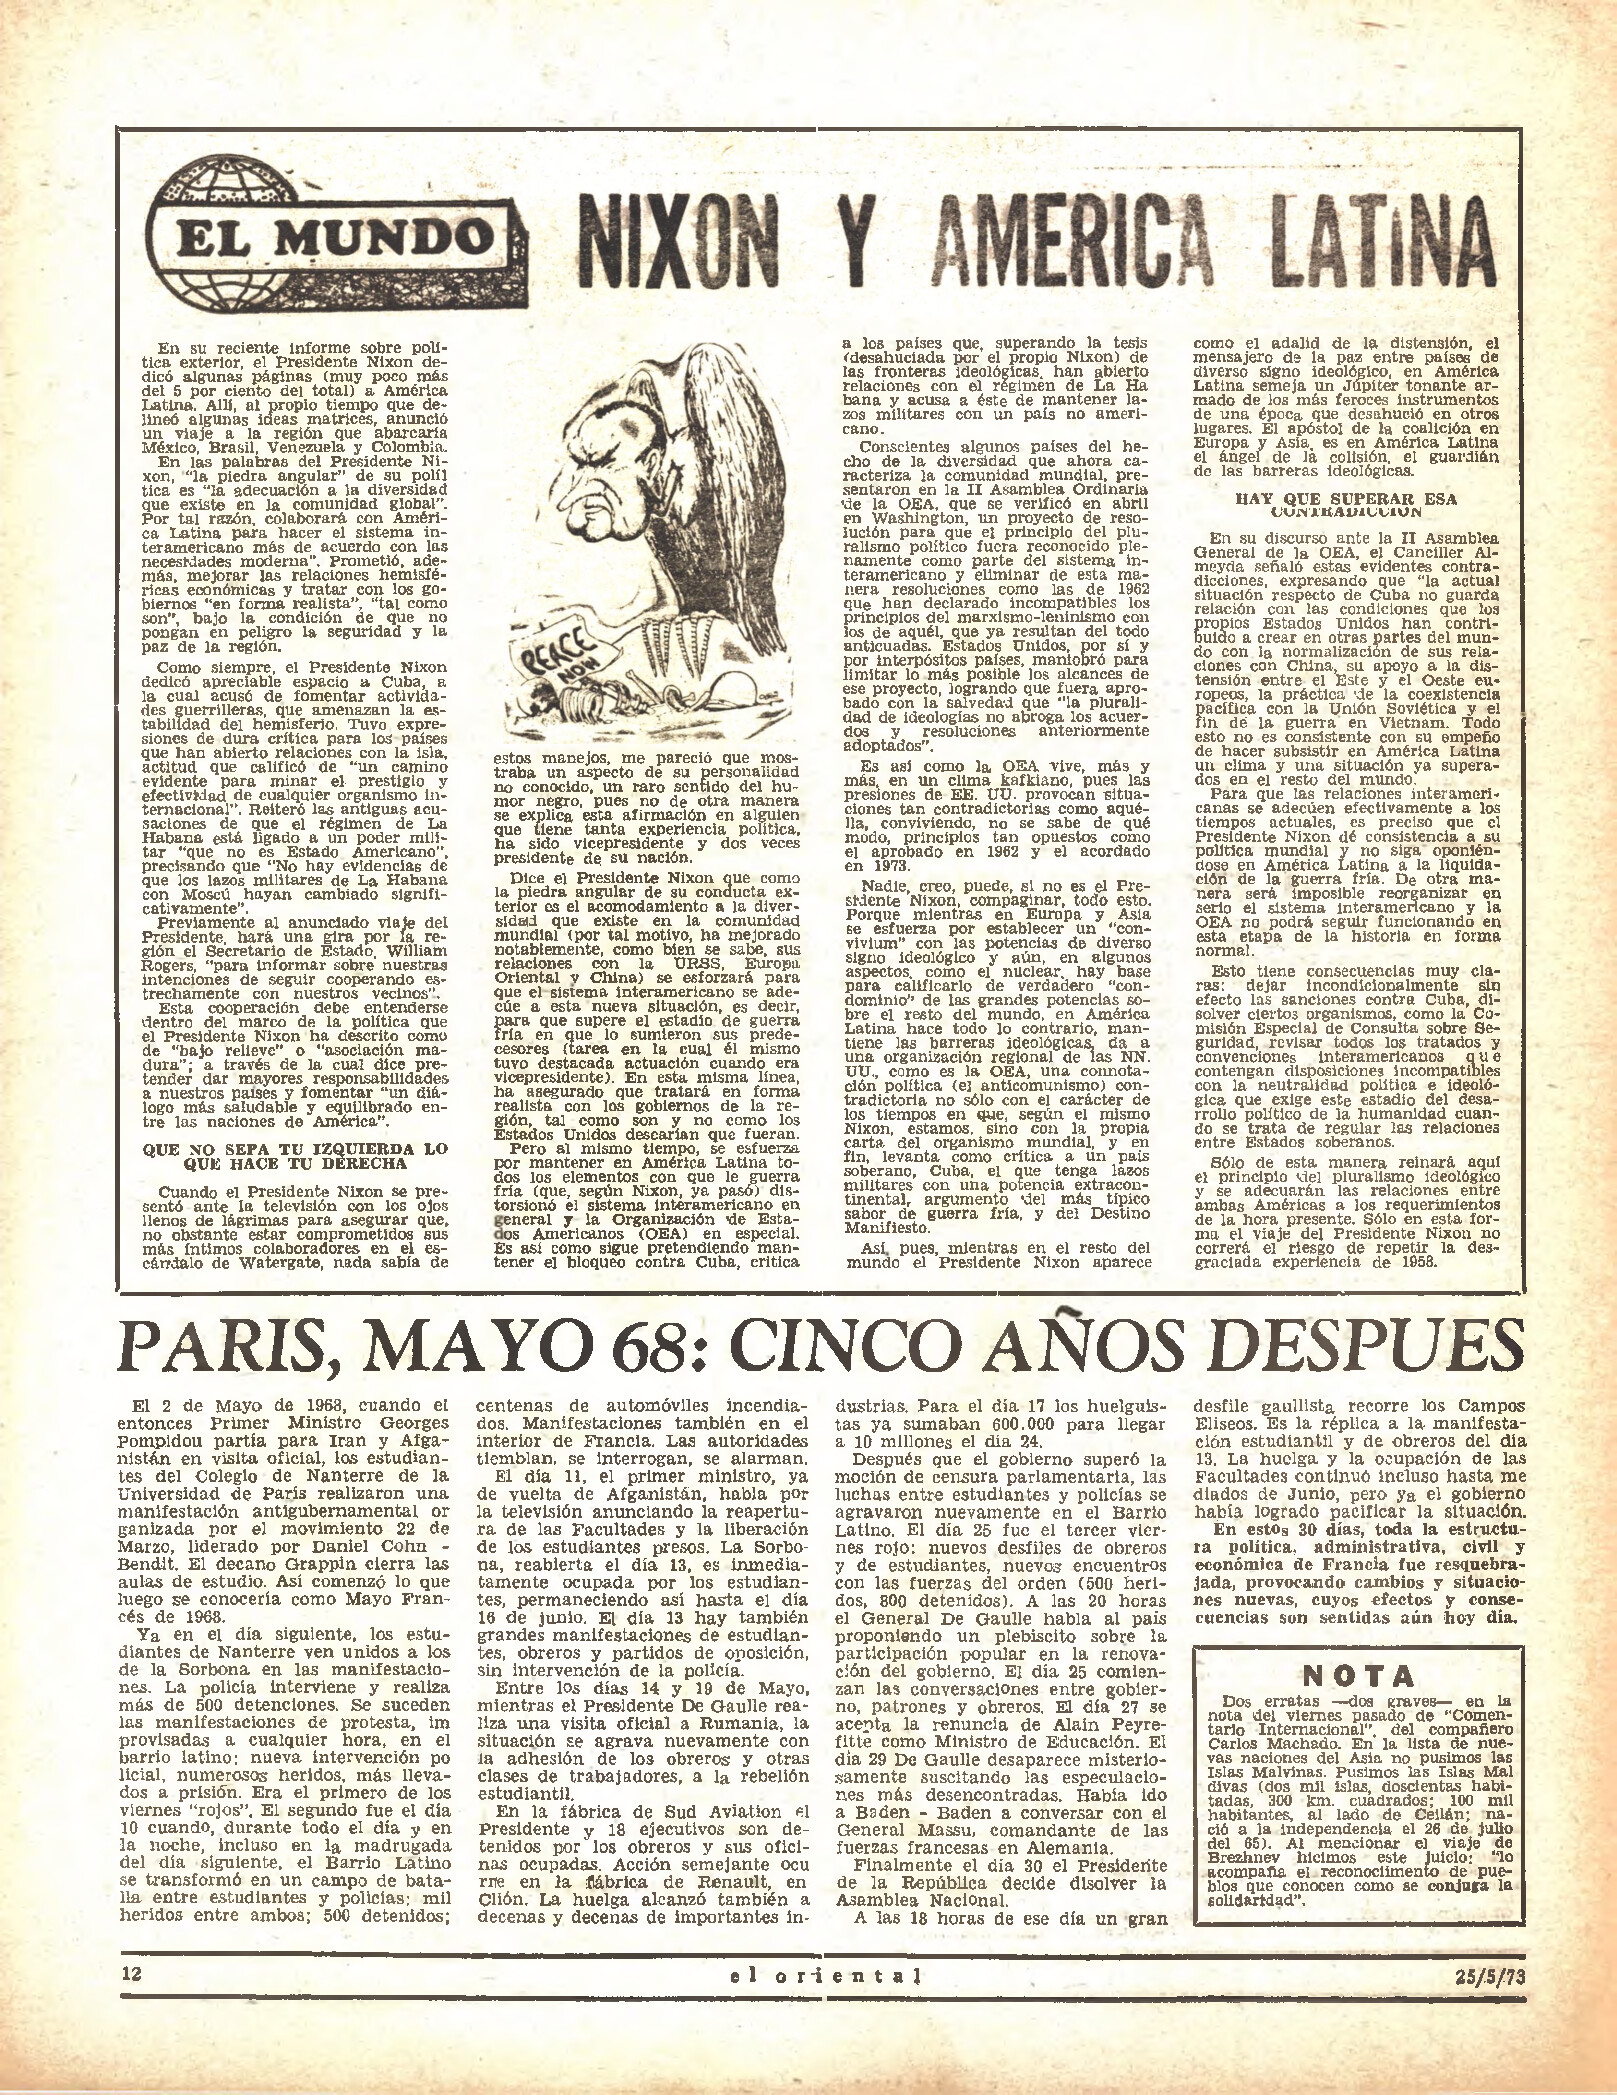 EL MUNDO
NIXON Y AMERICA LATINA
En su reciente informe sobre polí-
tica exterior, el Presidente Nixon de-
dicó algunas páginas (muy poco más
del 5 por ciento del total) a América
Latina. Allí, al propio tiempo que de-
lineó algunas ideas matrices, anunció
un viaje a la región que abarcaría
México, Brasil, Venezuela y Colombia.
En las palabras del Presidente Ni-
xon, "la piedra angular" de su polí
tica es "la adecuación a la diversidad
que existe en la comunidad global".
Por tal razón, colaborará con Améri-
ca Latina para hacer el sistema in-
teramericano más de acuerdo con las
necesidades moderna". Prometió, ade-
más, mejorar las relaciones hemisfé-
ricas económicas y tratar con los go-
biernos "en forma realista", "tal como
son", bajo la condición de que no
pongan en peligro la seguridad y la
paz de la región.
Como siempre, el Presidente Nixon
dedicó apreciable espacio a Cuba, a
la cual acusó de fomentar activida-
des guerrilleras, que amenazan la es-
tabilidad del hemisferio. Tuvo expre-
siones de dura crítica para los países
que han abierto relaciones con la isla,
actitud que calificó de "un camino
evidente para minar el prestigio y
efectividad de cualquier organismo in-
ternacional". Reiteró las antiguas acu-
saciones de que el régimen de La
Habana está ligado a un poder mili-
tar "que no es Estado Americano",
precisando que "No hay evidencias de
que los lazos militares de La Habana
con Moscú hayan cambiado signifi-
cativamente".
Previamente al anunciado viaje del
Presidente, hará una gira por la re-
gión el Secretario de Estado, William
Rogers, "para informar sobre nuestras
intenciones de seguir cooperando es-
trechamente con nuestros vecinos".
Esta cooperación debe entenderse
dentro del marco de la política que
el Presidente Nixon ha descrito como
de "bajo relieve" o "asociación ma-
dura"; a través de la cual dice pre-
tender dar mayores responsabilidades
a nuestros países y fomentar "un diá-
logo más saludable y equilibrado en-
tre las naciones de América".
QUE NO SEPA TU IZQUIERDA LO
QUE HACE TU DERECHA
Cuando el Presidente Nixon se pre-
sentó ante la televisión con los ojos
llenos de lágrimas para asegurar que,
no obstante estar comprometidos sus
más íntimos colaboradores en el es-
cándalo de Watergate, nada sabía de
PEACE
NOW
estos manejos, me pareció que mos-
traba un aspecto de su personalidad
no conocido, un raro sentido del hu-
mor negro, pues no de otra manera
se explica esta afirmación en alguien
que tiene tanta experiencia política,
ha sido vicepresidente y dos veces
presidente de su nación.
Dice el Presidente Nixon que como
la piedra angular de su conducta ex-
terior es el acomodamiento a la diver-
sidad que existe en la comunidad
mundial (por tal motivo, ha mejorado
notablemente, como bien se sabe, sus
relaciones con la URSS, Europa
Oriental y China) se esforzará para
que el sistema interamericano se ade-
cúe a esta nueva situación, es decir,
para que supere el estadio de guerra
fría en que lo sumieron sus prede-
cesores (tarea en la cual él mismo
tuvo destacada actuación cuando era
vicepresidente). En esta misma línea,
ha asegurado que tratará en forma
realista con los gobiernos de la re-
gión, tal como son y no como los
Estados Unidos descarían que fueran.
Pero al mismo tiempo, se esfuerza
por mantener en América Latina to-
dos los elementos con que le guerra
fría (que, según Nixon, ya pasó) dis-
torsionó el sistema interamericano en
general y la Organización de Esta-
dos Americanos (OEA) en especial.
Es así como sigue pretendiendo man-
tener el bloqueo contra Cuba, critica
a los países que, superando la tesis
(desahuciada por el propio Nixon) de
las fronteras ideológicas, han abierto
relaciones con el régimen de La Ha
bana y acusa a éste de mantener la-
zos militares con un país no ameri-
cano.
Conscientes algunos países del he-
cho de la diversidad que ahora ca-
racteriza la comunidad mundial, pre-
sentaron en la II Asamblea Ordinaria
de la OEA, que se verificó en abril
en Washington, un proyecto de reso-
lución para que el principio del plu-
ralismo político fuera reconocido ple-
namente como parte del sistema in-
teramericano y eliminar de esta ma-
nera resoluciones como las de 1962
que han declarado incompatibles los
principios del marxismo-leninismo con
los de aquél, que ya resultan del todo
anticuadas. Estados Unidos, por sí y
por interpósitos países, maniobró para
limitar lo más posible los alcances de
ese proyecto, logrando que fuera apro-
bado con la salvedad que "la plurali-
dad de ideologías no abroga los acuer-
dos y resoluciones anteriormente
adoptados".
Es así como la OEA vive, más y
más, en un clima kafkiano, pues las
presiones de EE. UU. provocan situa-
ciones tan contradictorias como aqué-
lla, conviviendo, no se sabe de qué
modo, principios tan opuestos como
el aprobado en 1962 y el acordado
en 1973.
Nadie, creo, puede, si no es el Pre-
sidente Nixon, compaginar, todo esto.
Porque mientras en Europa y Asia
se esfuerza por establecer un "con-
vivium" con las potencias de diverso
signo ideológico y aún, en algunos
aspectos, como el nuclear, hay base
para calificarlo de verdadero "con-
dominio" de las grandes potencias so-
bre el resto del mundo, en América
Latina hace todo lo contrario, man-
tiene las barreras ideológicas, da a
una organización regional de las NN.
UU., como es la OEA, una connota-
ción política (el anticomunismo) con-
tradictoria no sólo con el carácter de
los tiempos en que, según el mismo
Nixon, estamos, sino con la propia
carta del organismo mundial, y en
fin, levanta como crítica a un país
soberano, Cuba, el que tenga lazos
militares con una potencia extracon-
tinental, argumento del más típico
sabor de guerra fría, y del Destino
Manifiesto.
Así, pues, mientras en el resto del
mundo el Presidente Nixon aparece
como el adalid de la distensión, el
mensajero de la paz entre países de
diverso signo ideológico, en América
Latina semeja un Júpiter tonante ar-
mado de los más feroces instrumentos
de una época que desahució en otros
lugares. El apóstol de la coalición en
Europa y Asia, es en América Latina
el ángel de la colisión, el guardián
de las barreras ideológicas.
HAY QUE SUPERAR ESA
CONTRADICCION
En su discurso ante la II Asamblea
General de la OEA, el Canciller Al-
meyda señaló estas evidentes contra-
dicciones, expresando que "la actual
situación respecto de Cuba no guarda
relación con las condiciones que los
propios Estados Unidos han contri-
buido a crear en otras partes del mun-
do con la normalización de sus rela-
ciones con China, su apoyo a la dis-
tensión entre el Este y el Oeste eu-
ropeos, la práctica de la coexistencia
pacífica con la Unión Soviética y el
fin de la guerra en Vietnam. Todo
esto no es consistente con su empeño
de hacer subsistir en América Latina
un clima y una situación ya supera-
dos en el resto del mundo.
Para que las relaciones interameri-
canas se adecúen efectivamente a los
tiempos actuales, es preciso que el
Presidente Nixon dé consistencia a su
política mundial y no siga oponién-
dose en América Latina a la liquida-
ción de la guerra fría. De otra ma-
nera será imposible reorganizar en
serio el sistema interamericano y la
OEA no podrá seguir funcionando en
esta etapa de la historia en forma
normal.
Esto tiene consecuencias muy cla-
ras: dejar incondicionalmente sin
efecto las sanciones contra Cuba, di-
solver ciertos organismos, como la Co-
misión Especial de Consulta sobre Se-
guridad, revisar todos los tratados y
convenciones interamericanos que
contengan disposiciones incompatibles
con la neutralidad política e ideoló-
gica que exige este estadio del desa-
rrollo político de la humanidad cuan-
do se trata de regular las relaciones
entre Estados soberanos.
Sólo de esta manera reinará aquí
el principio del pluralismo ideológico
y se adecuarán las relaciones entre
ambas Américas a los requerimientos
de la hora presente. Sólo en esta for-
ma el viaje del Presidente Nixon no
correrá el riesgo de repetir la des-
graciada experiencia de 1958.
PARIS, MAYO 68: CINCO AÑOS DESPUES
El 2 de Mayo de 1968, cuando el
entonces Primer Ministro Georges
Pompidou partía para Iran y Afga-
nistán en visita oficial, los estudian-
tes del Colegio de Nanterre de la
Universidad de París realizaron una
manifestación antigubernamental or
ganizada por el movimiento 22 de
Marzo, liderado por Daniel Cohn -
Bendit. El decano Grappin cierra las
aulas de estudio. Así comenzó lo que
luego se conocería como Mayo Fran-
cés de 1968.
Ya en el día siguiente, los estu-
diantes de Nanterre ven unidos a los
de la Sorbona en las manifestacio-
nes. La policía interviene y realiza
más de 500 detenciones. Se suceden
las manifestaciones de protesta, im
provisadas a cualquier hora, en el
barrio latino; nueva intervención po
licial, numerosos heridos, más lleva-
dos a prisión. Era el primero de los
viernes "rojos". El segundo fue el día
10 cuando, durante todo el día y en
la noche, incluso en la madrugada
del día siguiente, el Barrio Latino
se transformó en un campo de bata-
lla entre estudiantes y policías; mil
heridos entre ambos; 500 detenidos;
centenas de automóviles incendia-
dos. Manifestaciones también en el
interior de Francia. Las autoridades
tiemblan, se interrogan, se alarman.
El día 11, el primer ministro, ya
de vuelta de Afganistán, habla por
la televisión anunciando la reapertu-
ra de las Facultades y la liberación
de los estudiantes presos. La Sorbo-
na, reabierta el día 13, es inmedia-
tamente ocupada por los estudian-
tes, permaneciendo así hasta el día
16 de junio. El día 13 hay también
grandes manifestaciones de estudian-
tes, obreros y partidos de oposición,
sin intervención de la policía.
Entre los días 14 y 19 de Mayo,
mientras el Presidente De Gaulle rea-
liza una visita oficial a Rumania, la
situación se agrava nuevamente con
la adhesión de los obreros y otras
clases de trabajadores, a la rebelión
estudiantil.
En la fábrica de Sud Aviation el
Presidente y 18 ejecutivos son de-
tenidos por los obreros y sus ofici-
nas ocupadas. Acción semejante ocu
rre en la fábrica de Renault, en
Clión. La huelga alcanzó también a
decenas y decenas de importantes in-
dustrias. Para el día 17 los huelguis-
tas ya sumaban 600.000 para llegar
a 10 millones el día 24.
Después que el gobierno superó la
moción de censura parlamentaria, las
luchas entre estudiantes y policías se
agravaron nuevamente en el Barrio
Latino. El día 25 fue el tercer vier-
nes rojo: nuevos desfiles de obreros
y de estudiantes, nuevos encuentros
con las fuerzas del orden (500 heri-
dos, 800 detenidos). A las 20 horas
el General De Gaulle habla al país
proponiendo un plebiscito sobre la
participación popular en la renova-
ción del gobierno. El día 25 comien-
zan las conversaciones entre gobier-
no, patrones y obreros. El día 27 se
acepta la renuncia de Alain Peyre-
fitte como Ministro de Educación. El
día 29 De Gaulle desaparece misterio-
samente suscitando las especulacio-
nes más desencontradas. Había ido
a Baden - Baden a conversar con el
General Massu, comandante de las
fuerzas francesas en Alemania.
Finalmente el día 30 el Presidente
de la República decide disolver la
Asamblea Nacional.
A las 18 horas de ese día un gran
desfile gaullista recorre los Campos
Elíseos. Es la réplica a la manifesta-
ción estudiantil y de obreros del día
13. La huelga y la ocupación de las
Facultades continuó incluso hasta me
diados de Junio, pero ya el gobierno
había logrado pacificar la situación.
En estos 30 días, toda la estructu-
ra política, administrativa, civil y
económica de Francia fue resquebra-
jada, provocando cambios y situacio-
nes nuevas, cuyos efectos y conse-
cuencias son sentidas aún hoy día.
NOTA
Dos erratas —dos graves— en la
nota del viernes pasado de "Comen-
tario Internacional", del compañero
Carlos Machado. En la lista de nue-
vas naciones del Asia no pusimos las
Islas Malvinas. Pusimos las Islas Mal
divas (dos mil islas, doscientas habi-
tadas, 300 km. cuadrados; 100 mil
habitantes, al lado de Ceilán; na-
ció a la independencia el 26 de julio
del 65). Al mencionar el viaje de
Brezhnev hicimos este juicio: "lo
acompaña el reconocimiento de pue-
blos que conocen como se conjuga la
solidaridad".
12
el oriental
25/5/73